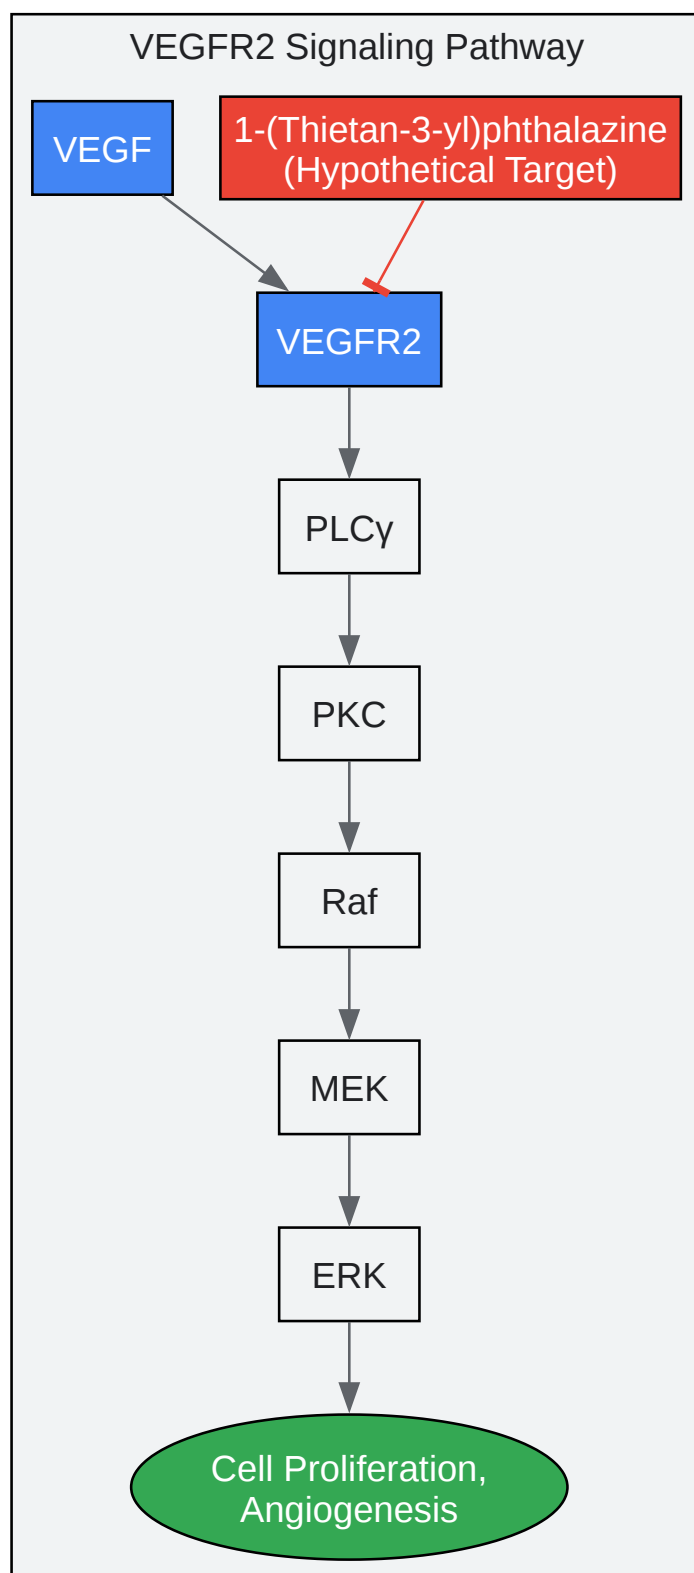 VEGFR2 Signaling Pathway
VEGF
1-(Thietan-3-yl)phthalazine
(Hypothetical Target)
VEGFR2
PLCγ
PKC
Raf
MEK
ERK
Cell Proliferation,
Angiogenesis